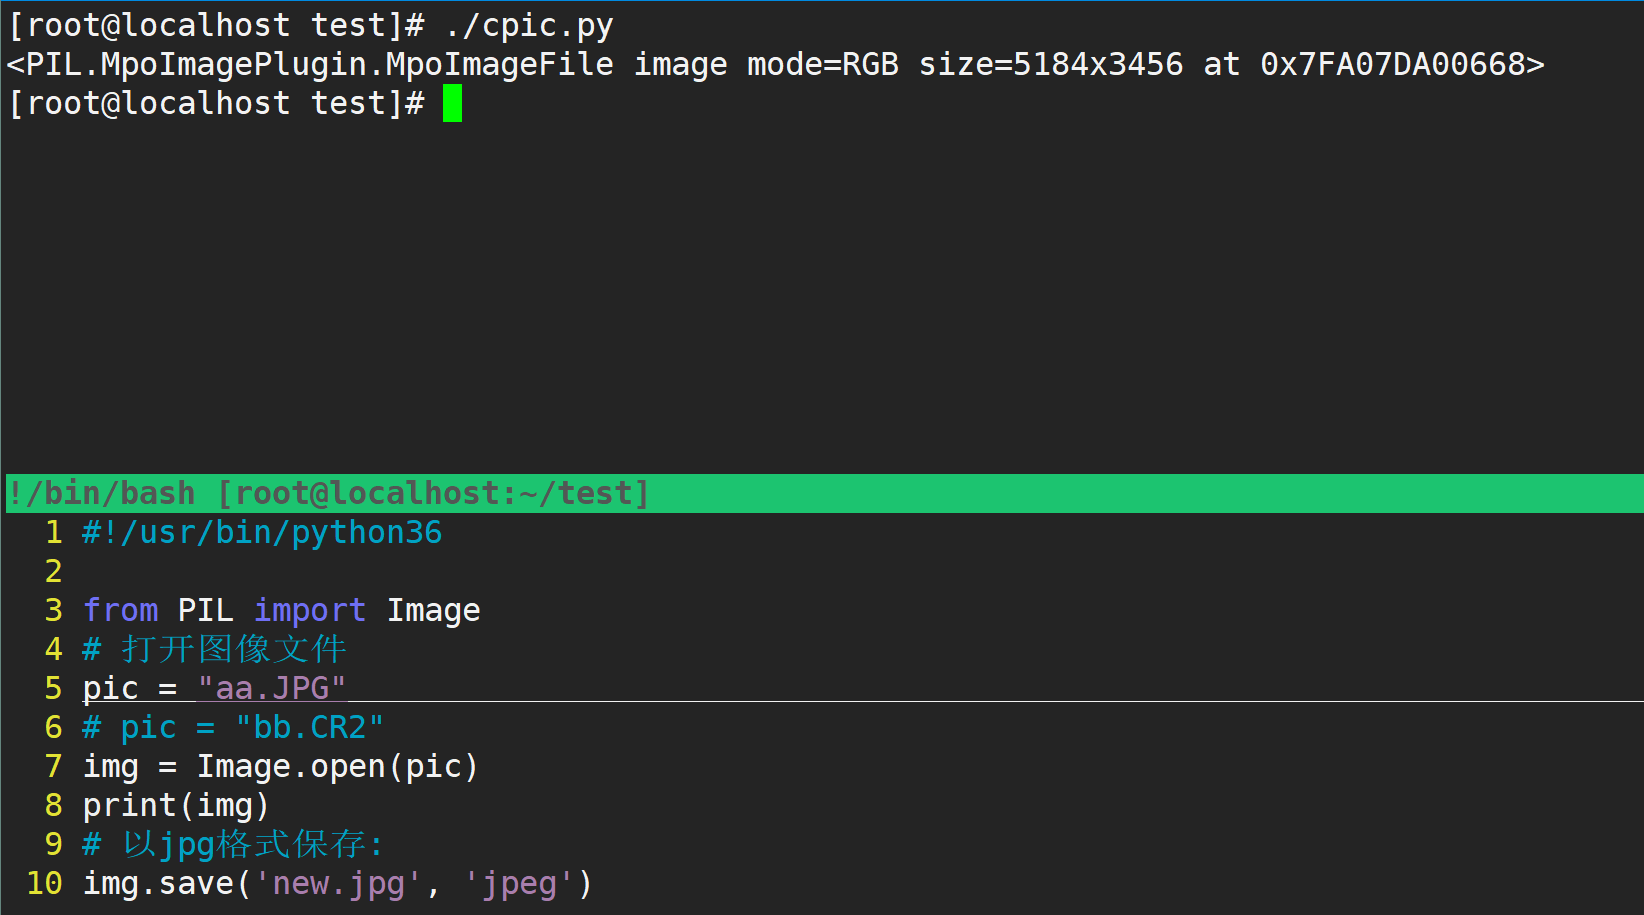 [root@localhost test]# ./cpic.py
<PIL.MpoImagePlugin.MpoImageFile image mode=RGB size=5184x3456 at 0x7FA07DA00668>
[root@localhost test]#
!/bin/bash [root@localhost:~/test]
1 #!/usr/bin/python36
2
3 from PIL import Image
4 # 打开图像文件
5 pic = "aa.JPG"
6 # pic = "bb.CR2"
7 img = Image.open(pic)
8 print(img)
9 # 以jpg格式保存:
10 img.save('new.jpg', 'jpeg')